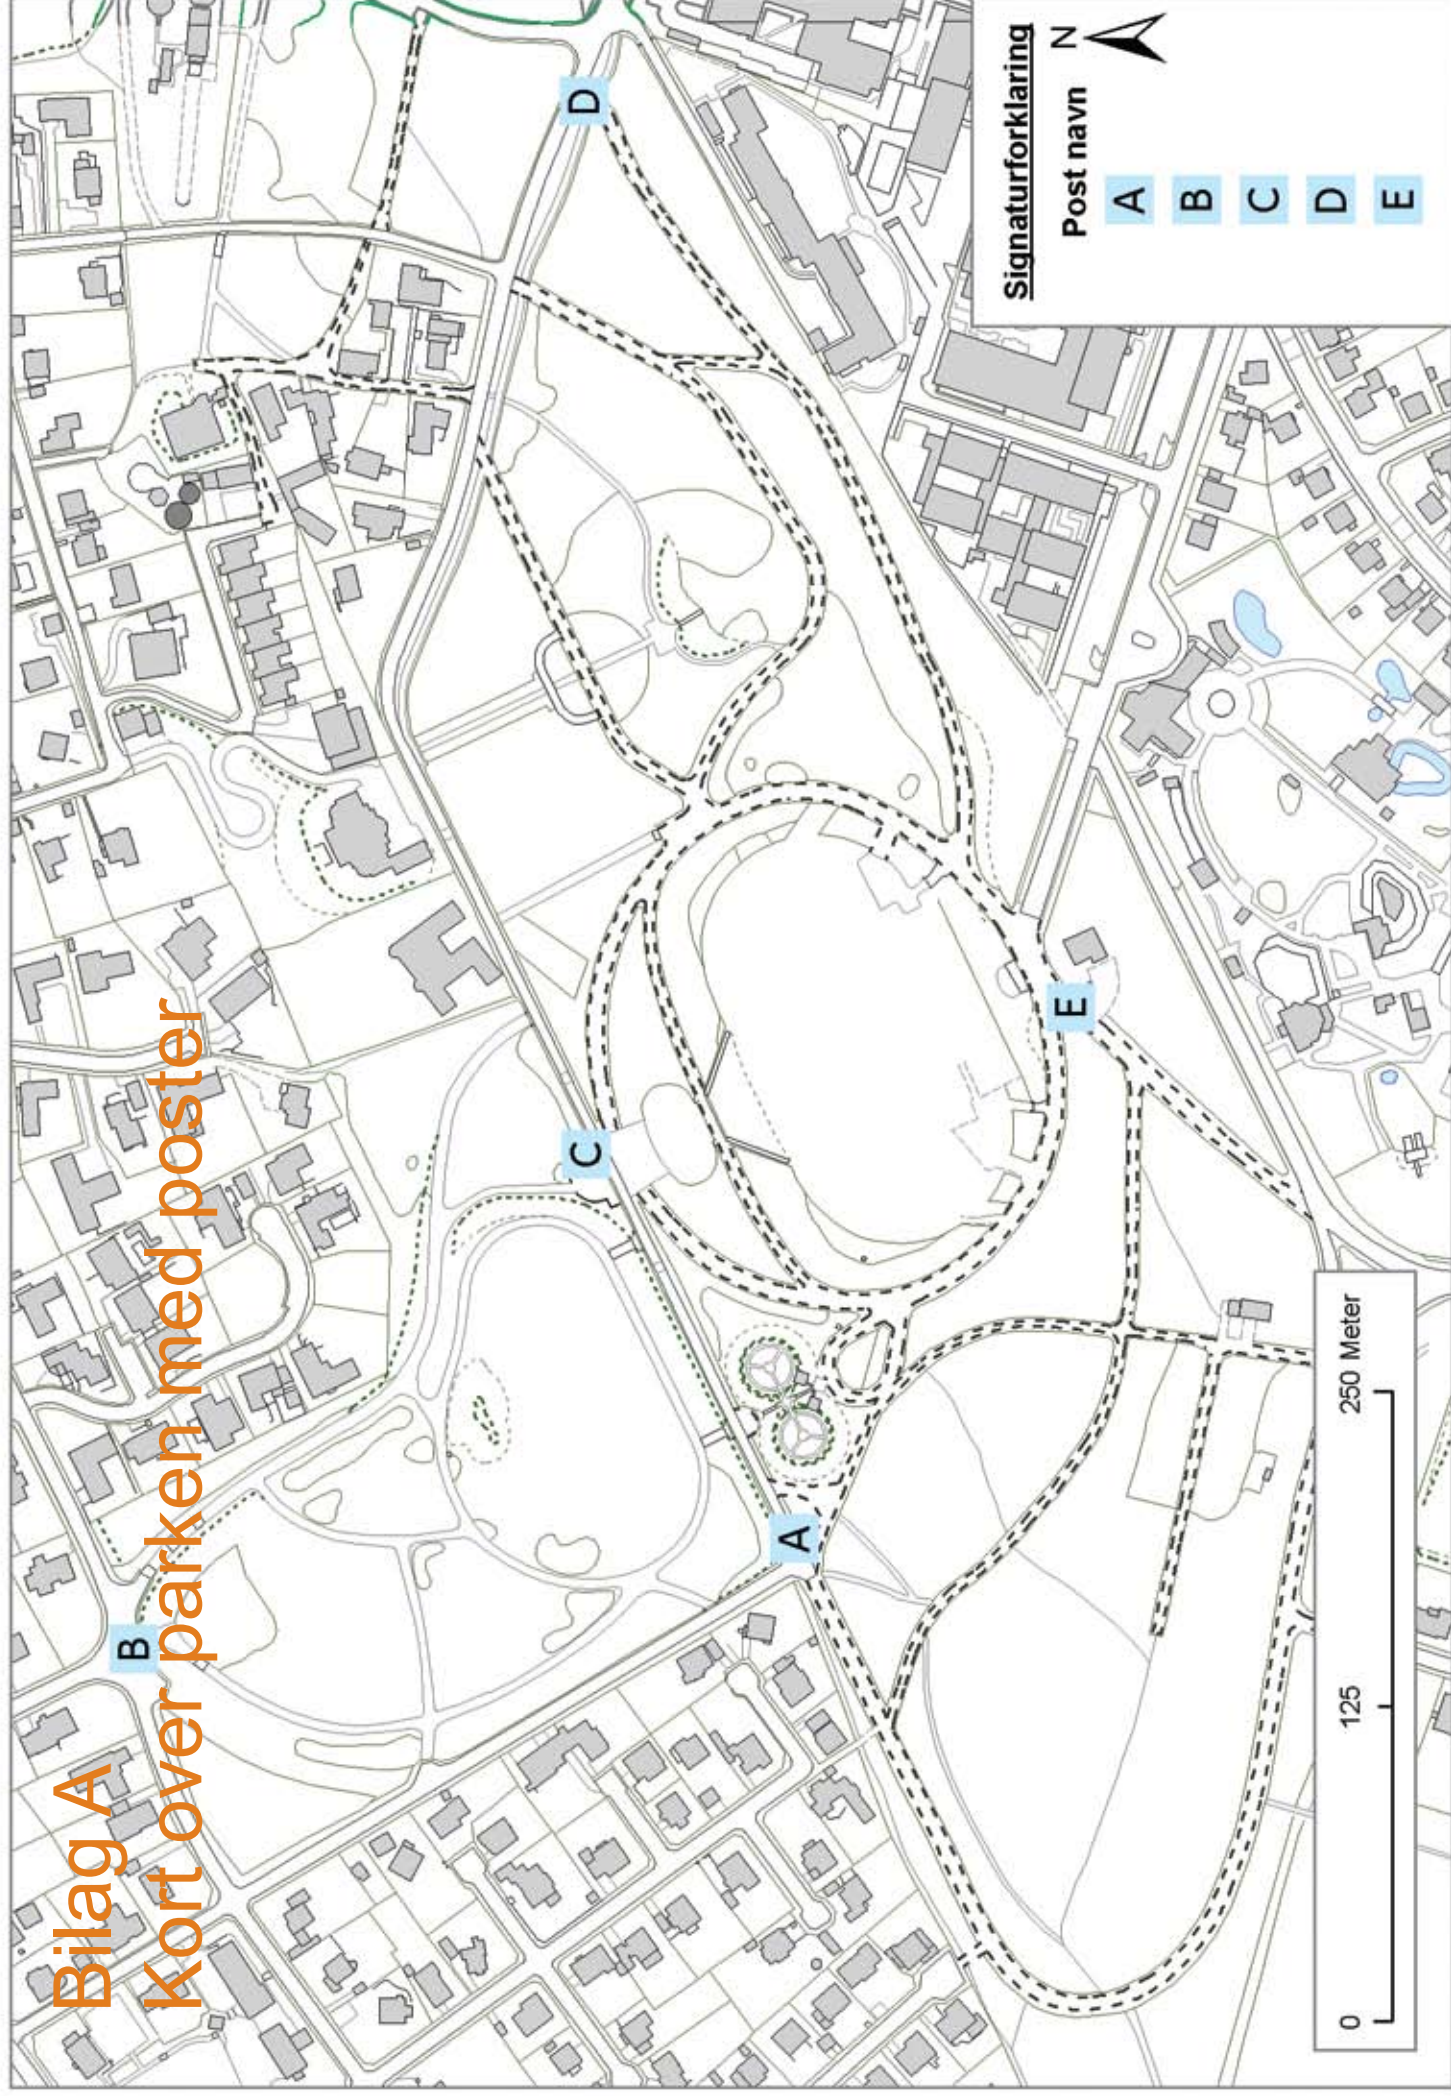 Bilag A
Kort over parken med poster
B
D
C
A
E
Signaturforklaring
Post navn
N
A
B
C
D
E
0
125
250 Meter